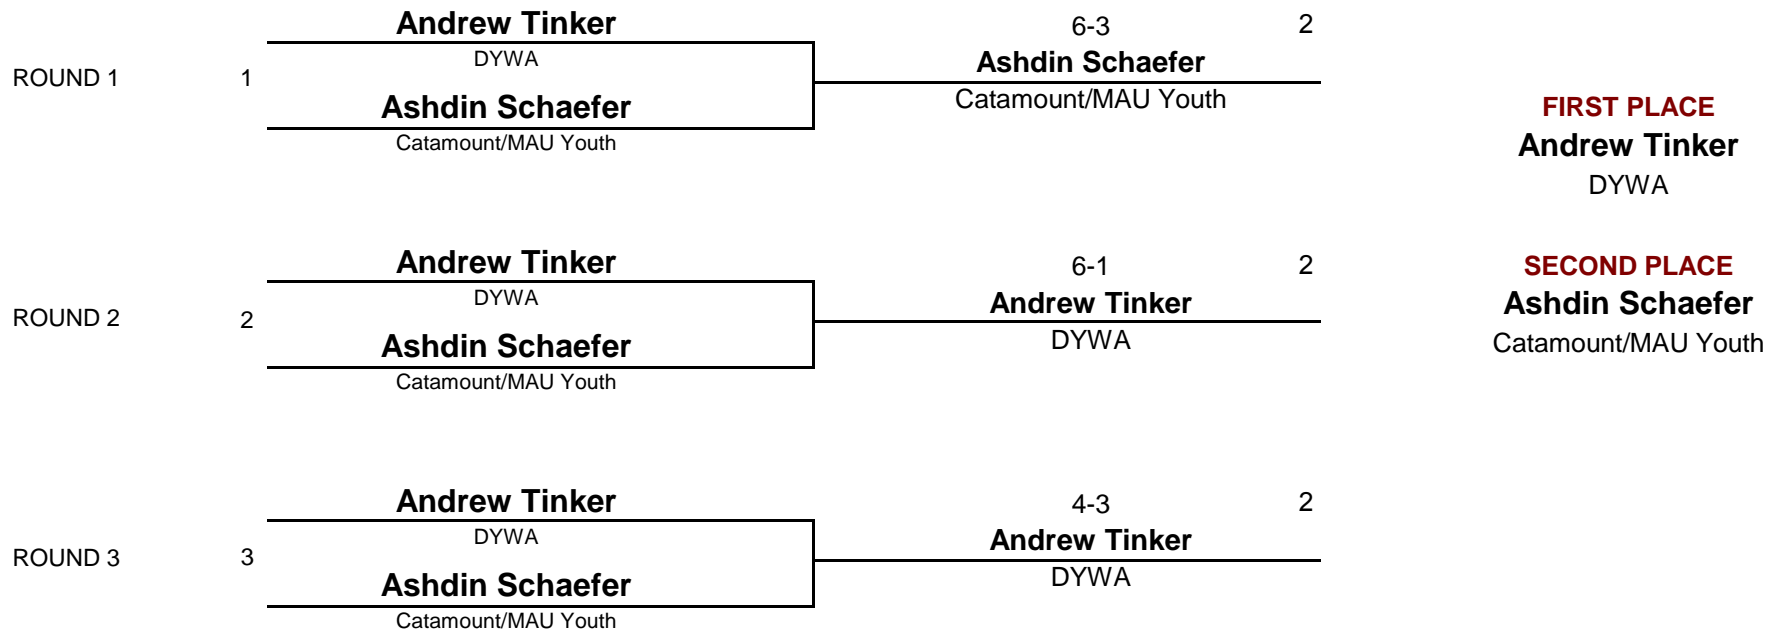 Andrew Tinker
6-3
2
DYWA
Ashdin Schaefer
ROUND 1
1
Ashdin Schaefer
Catamount/MAU Youth
Catamount/MAU Youth
FIRST PLACE
Andrew Tinker
DYWA
Andrew Tinker
6-1
2
SECOND PLACE
DYWA
Andrew Tinker
Ashdin Schaefer
ROUND 2
2
Ashdin Schaefer
DYWA
Catamount/MAU Youth
Catamount/MAU Youth
Andrew Tinker
4-3
2
DYWA
Andrew Tinker
ROUND 3
3
Ashdin Schaefer
DYWA
Catamount/MAU Youth